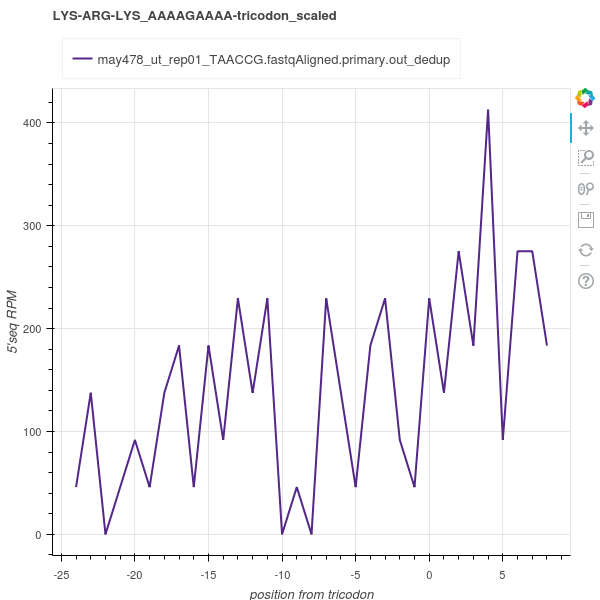 LYS-ARG-LYS_AAAAGAAAA-tricodon_scaled
may478_ut_rep01_TAACCG.fastqAligned.primary.out_dedup
400
300
200
100
0
5'seq RPM
-25 -20 -15 -10 -5 0 5
position from tricodon